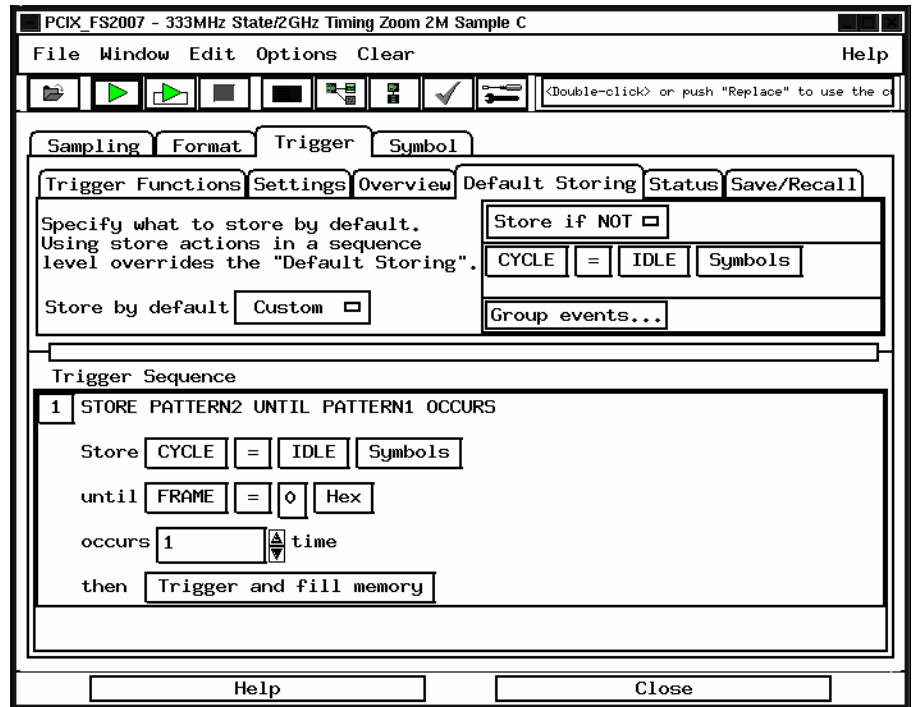 PCIX_FS2007 - 333MHz State/2GHz Timing Zoom 2M Sample C
File Window Edit Options Clear Help
<Double-click> or push "Replace" to use the
Sampling Format Trigger Symbol
Trigger Functions Settings Overview Default Storing Status Save/Recall
Specify what to store by default.
Using store actions in a sequence
level overrides the "Default Storing".
Store by default Custom
Store if NOT
CYCLE = IDLE Symbols
Group events...
Trigger Sequence
1 STORE PATTERN2 UNTIL PATTERN1 OCCURS
Store CYCLE = IDLE Symbols
until FRAME = 0 Hex
occurs 1 time
then Trigger and fill memory
Help Close